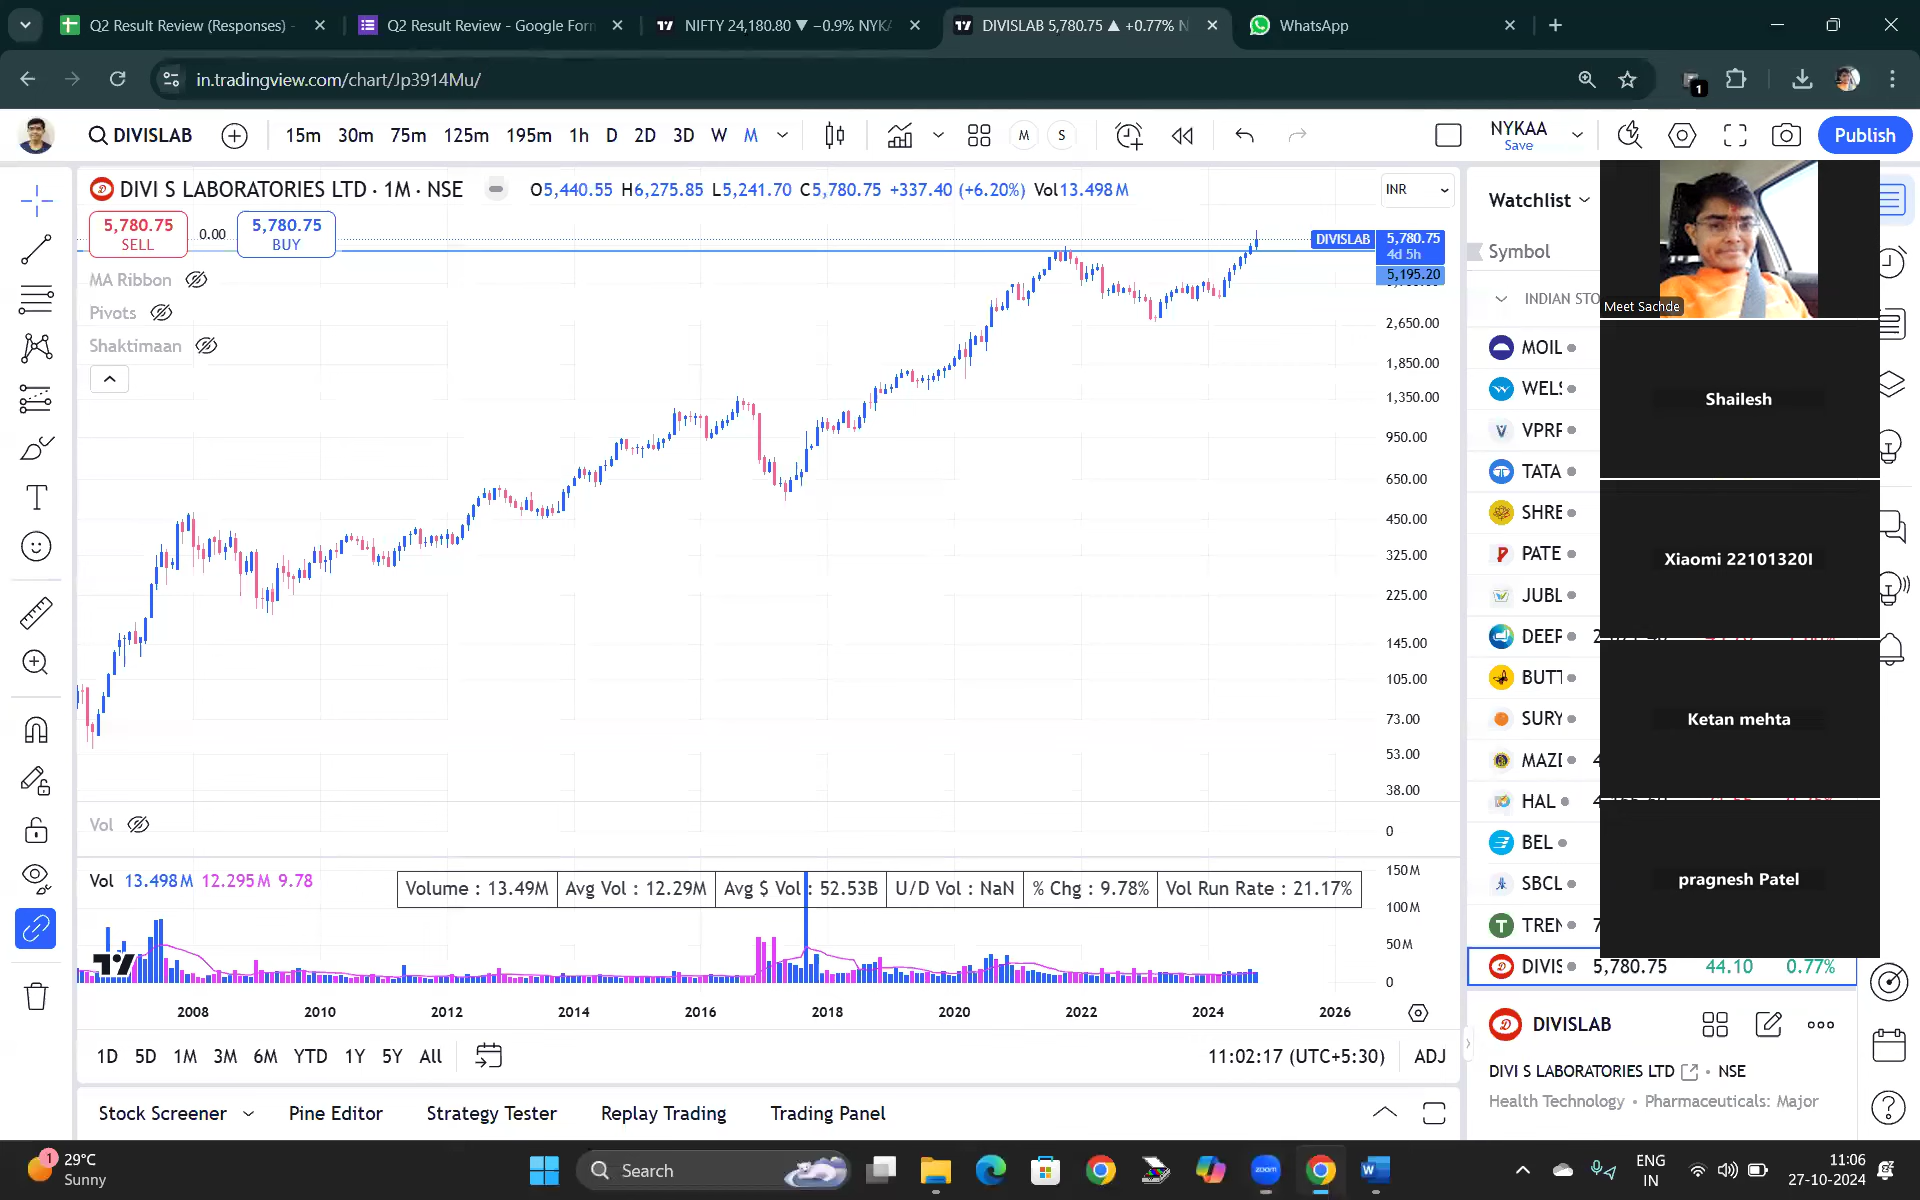 Q2 Result Review (Responses) -
Q2 Result Review - Google Form
NIFTY 24,180.80 ▼ −0.9% NYKA
DIVISLAB 5,780.75 ▲ +0.77% N
WhatsApp
in.tradingview.com/chart/Jp3914Mu/
1
DIVISLAB
15m 30m 75m 125m 195m 1h D 2D 3D W M
M S
NYKAA
Save
Publish
DIVI S LABORATORIES LTD · 1M · NSE
O5,440.55 H6,275.85 L5,241.70 C5,780.75 +337.40 (+6.20%) Vol13.498M
INR
5,780.75
SELL
0.00
5,780.75
BUY
MA Ribbon
Pivots
Shaktimaan
DIVISLAB
5,780.75
4d 5h
5,195.20
2,650.00
1,850.00
1,350.00
950.00
650.00
450.00
325.00
225.00
145.00
105.00
73.00
53.00
38.00
Vol
0
Vol 13.498M 12.295M 9.78
Volume : 13.49M
Avg Vol : 12.29M
Avg $ Vol : 52.53B
U/D Vol : NaN
% Chg : 9.78%
Vol Run Rate : 21.17%
150M
100M
50M
0
2008 2010 2012 2014 2016 2018 2020 2022 2024 2026
1D 5D 1M 3M 6M YTD 1Y 5Y All
11:02:17 (UTC+5:30)
ADJ
Stock Screener
Pine Editor
Strategy Tester
Replay Trading
Trading Panel
Watchlist
Symbol
INDIAN STO
MOIL
WELS
VPRP
TATA
SHRE
PATE
JUBL
DEEP
BUTT
SURY
MAZD
HAL
BEL
SBCL
TREN 7
DIVIS 5,780.75 44.10 0.77%
DIVISLAB
DIVI S LABORATORIES LTD • NSE
Health Technology • Pharmaceuticals: Major
Meet Sachde
Shailesh
Xiaomi 22101320I
Ketan mehta
pragnesh Patel
1
29°C
Sunny
Search
zoom
ENG
IN
11:06
27-10-2024